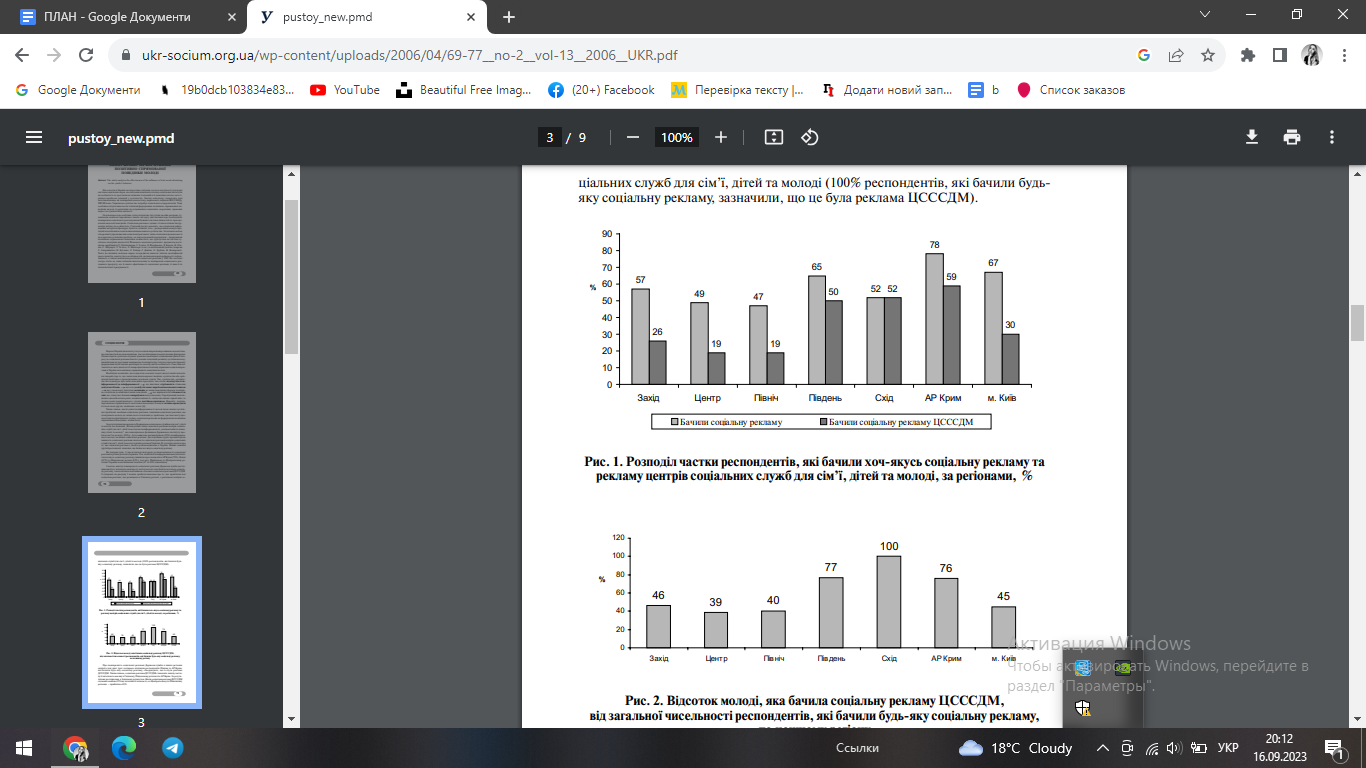 ПЛАН - Google Документи
pustoy_new.pmd
ukr-socium.org.ua/wp-content/uploads/2006/04/69-77__no-2__vol-13__2006__UKR.pdf
Google Документи
19b0dcb103834e83...
YouTube
Beautiful Free Imag...
(20+) Facebook
Перевірка тексту |...
Додати новий зап...
b
Список заказов
pustoy_new.pmd
3 / 9
100%
1
2
3
ціальних служб для сім’ї, дітей та молоді (100% респондентів, які бачили будь-
яку соціальну рекламу, зазначили, що це була реклама ЦСССДМ).
90
80
70
60
50
40
30
20
10
0
%
57 26 49 19 47 19 65 50 52 52 78 59 67 30
Захід Центр Північ Південь Схід АР Крим м. Київ
Бачили соціальну рекламу Бачили соціальну рекламу ЦСССДМ
Рис. 1. Розподіл частки респондентів, які бачили хоч-якусь соціальну рекламу та
рекламу центрів соціальних служб для сім’ї, дітей та молоді, за регіонами, %
120
100
80
60
40
20
0
%
46 39 40 77 100 76 45
Захід Центр Північ Південь Схід АР Крим м. Київ
Рис. 2. Відсоток молоді, яка бачила соціальну рекламу ЦСССДМ,
від загальної чисельності респондентів, які бачили будь-яку соціальну рекламу,
Активация Windows
Чтобы активировать Windows, перейдите в
раздел "Параметры".
Ссылки
18°C Cloudy
УКР
20:12
16.09.2023
1